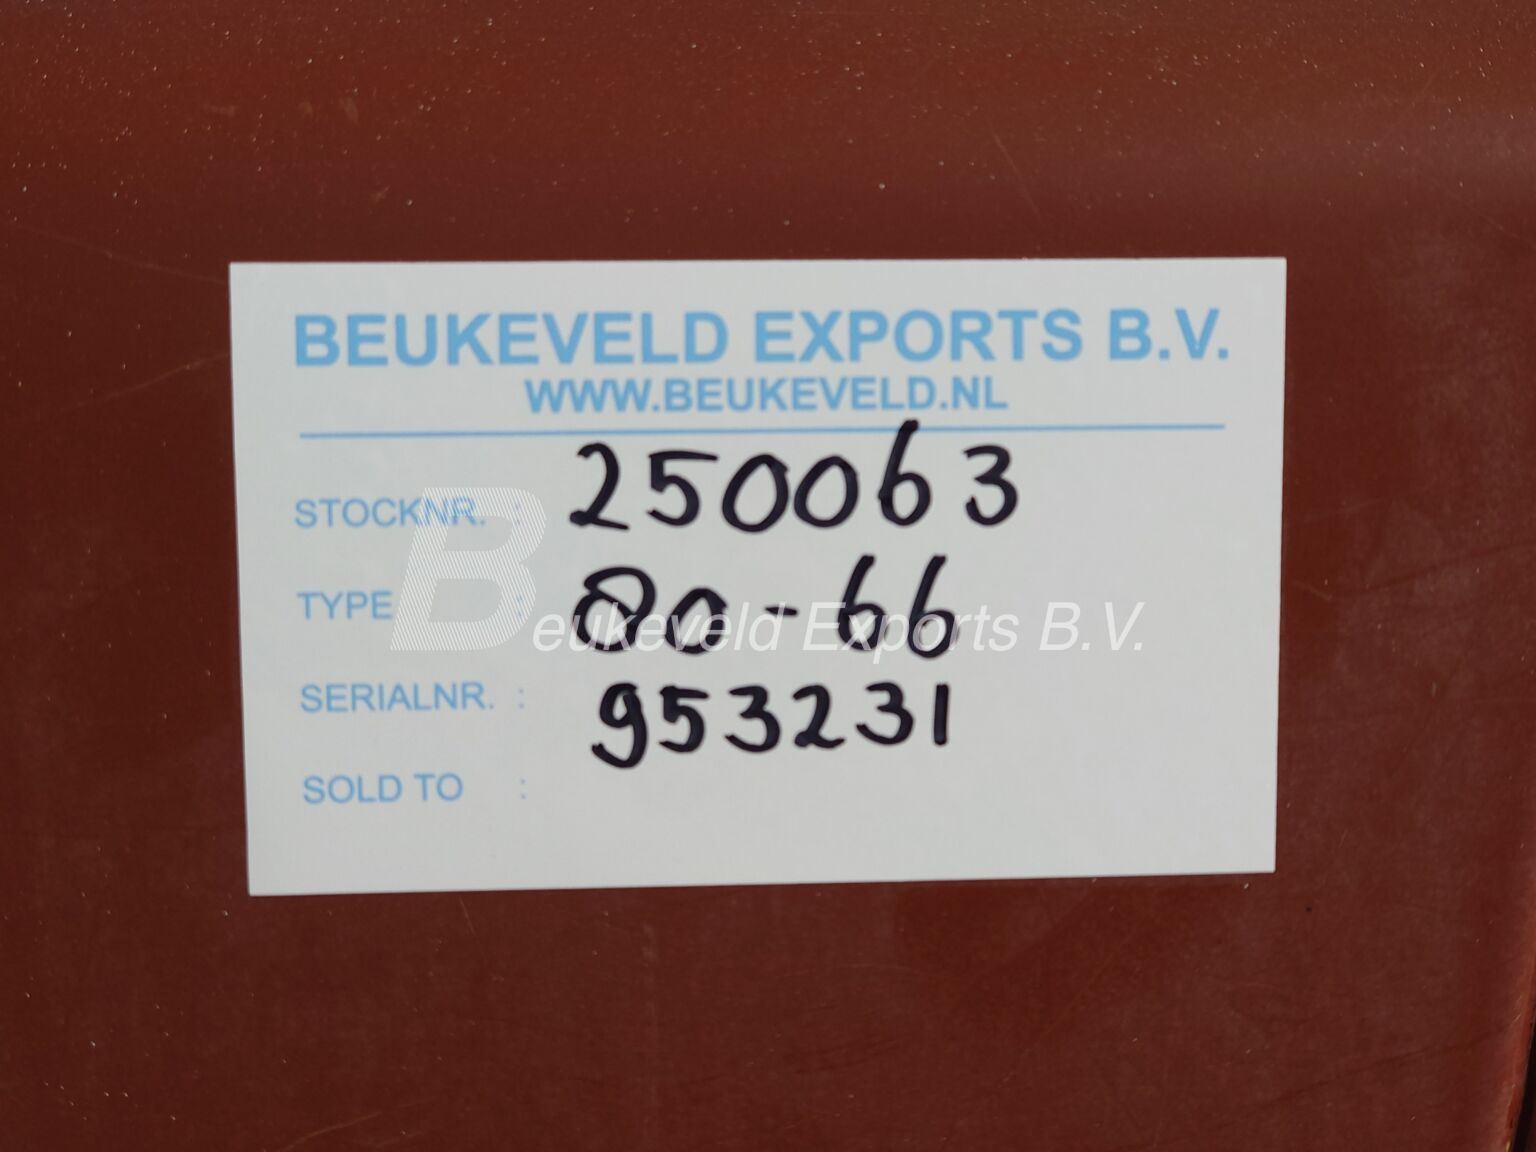 BEUKEVELD EXPORTS B.V.
WWW.BEUKEVELD.NL
STOCKNR. : 250063
TYPE : 80-66
Beukeveld Exports B.V.
SERIALNR. : 953231
SOLD TO :